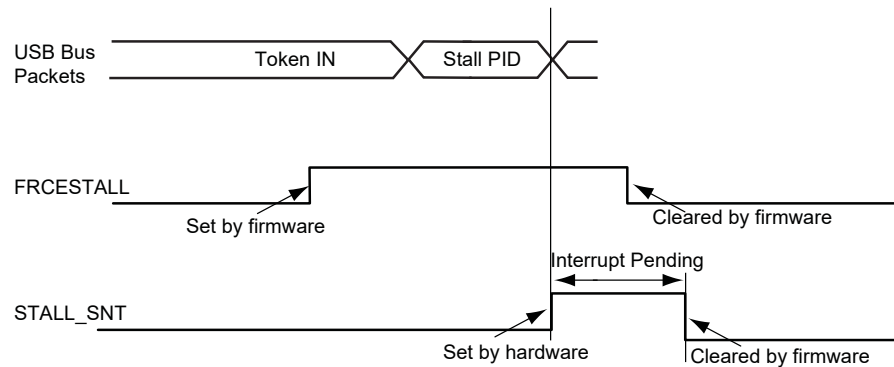 USB Bus
Packets
Token IN
Stall PID
FRCESTALL
Set by firmware
Cleared by firmware
Interrupt Pending
STALL_SNT
Set by hardware
Cleared by firmware